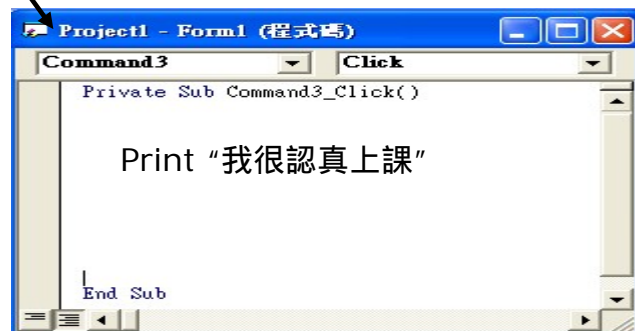 Project1 - Form1 (程式碼)
Command3 Click
Private Sub Command3_Click()
Print “我很認真上課”
End Sub